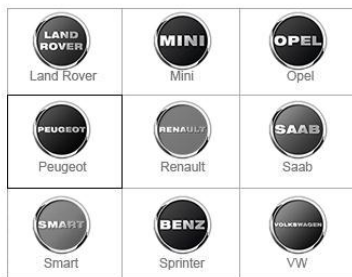 LAND
ROVER
MINI
OPEL
Land Rover
Mini
Opel
PEUGEOT
RENAULT
SAAB
Peugeot
Renault
Saab
SMART
BENZ
VOLKSWAGEN
Smart
Sprinter
VW